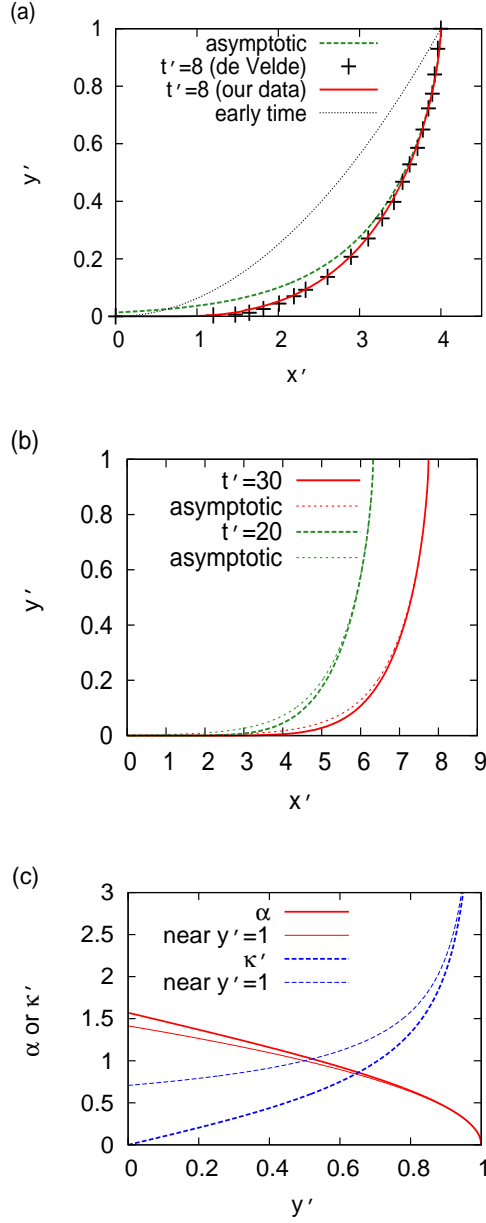 (a)
asymptotic
t′=8 (de Velde)
t′=8 (our data)
early time
1
0.8
0.6
0.4
0.2
0
y′
0 1 2 3 4
x′
(b)
t′=30
asymptotic
t′=20
asymptotic
1
0.8
0.6
0.4
0.2
0
y′
0 1 2 3 4 5 6 7 8 9
x′
(c)
α
near y′=1
κ′
near y′=1
3
2.5
2
1.5
1
0.5
0
α or κ′
0 0.2 0.4 0.6 0.8 1
y′